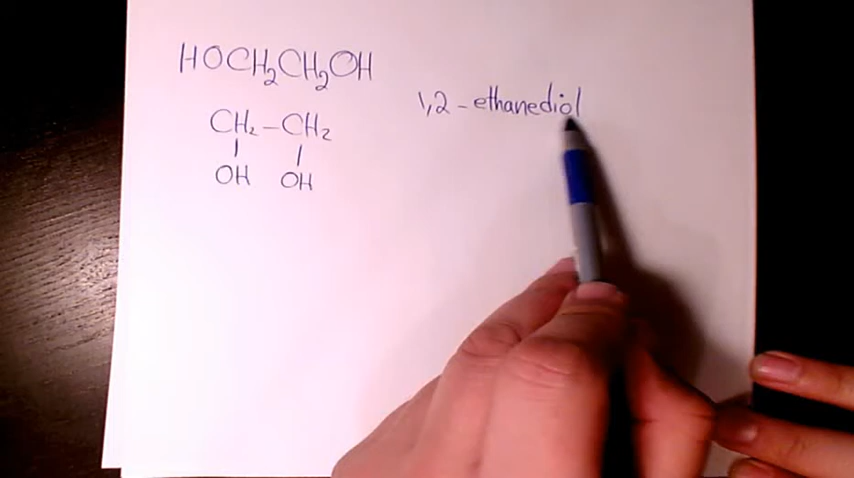 HOCH₂CH₂OH
1,2-ethanediol
CH₂-CH₂
OH OH